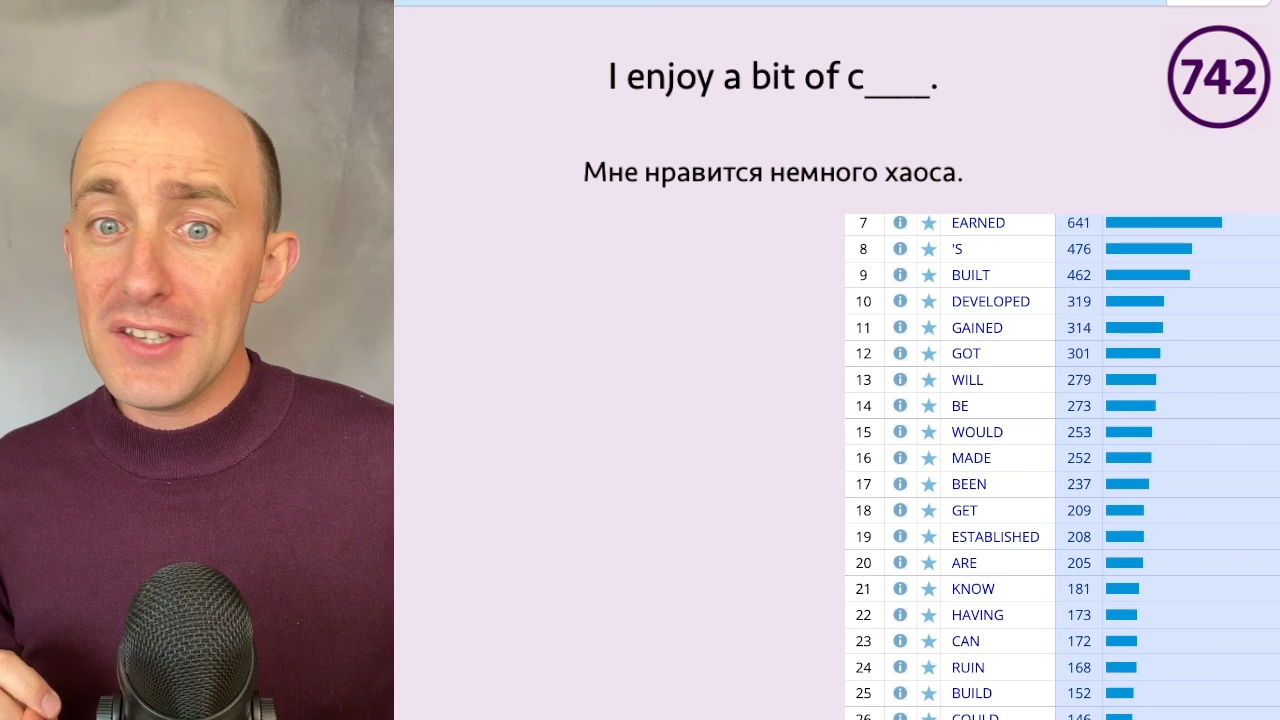 I enjoy a bit of c____.
742
Мне нравится немного хаоса.
7 EARNED 641
8 'S 476
9 BUILT 462
10 DEVELOPED 319
11 GAINED 314
12 GOT 301
13 WILL 279
14 BE 273
15 WOULD 253
16 MADE 252
17 BEEN 237
18 GET 209
19 ESTABLISHED 208
20 ARE 205
21 KNOW 181
22 HAVING 173
23 CAN 172
24 RUIN 168
25 BUILD 152
26 COULD 146